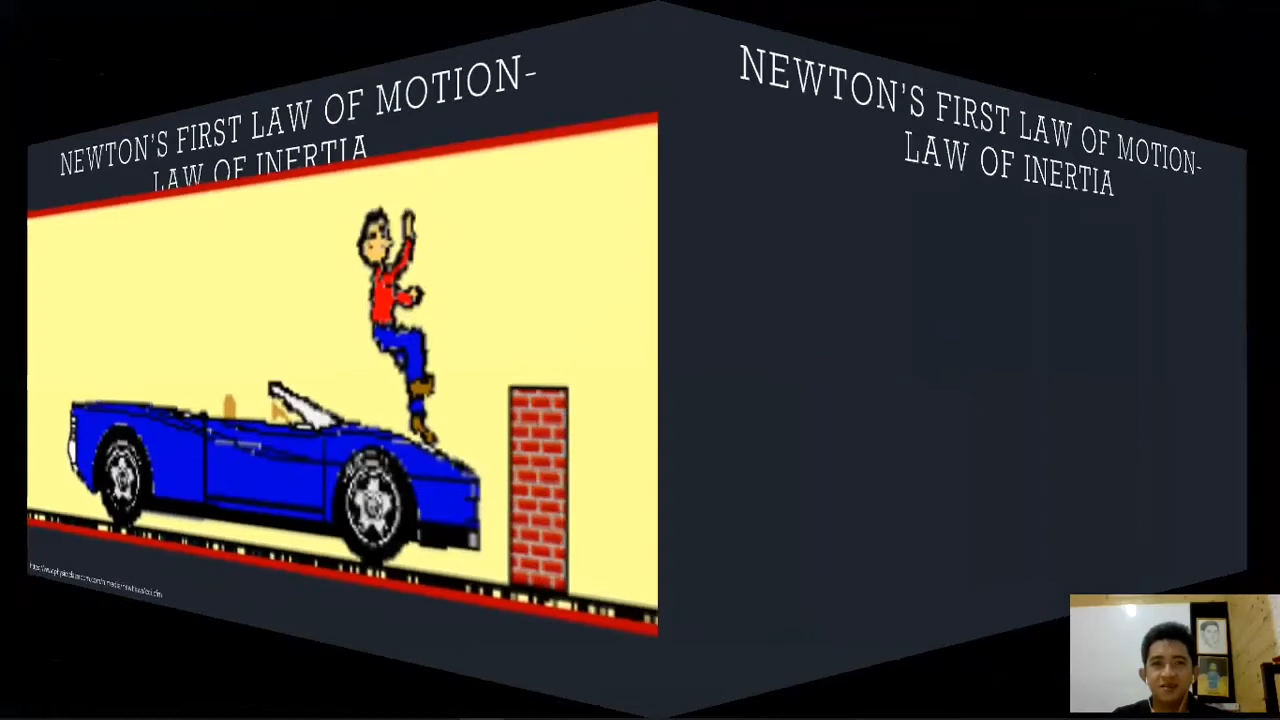 NEWTON'S FIRST LAW OF MOTION-
LAW OF INERTIA
NEWTON'S FIRST LAW OF MOTION-
LAW OF INERTIA